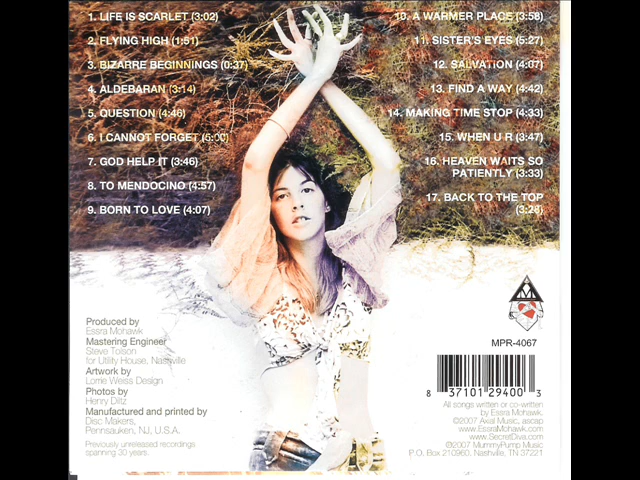 1. LIFE IS SCARLET (3:02)
2. FLYING HIGH (1:51)
3. BIZARRE BEGINNINGS (0:37)
4. ALDEBARAN (3:14)
5. QUESTION (4:46)
6. I CANNOT FORGET (5:00)
7. GOD HELP IT (3:46)
8. TO MENDOCINO (4:57)
9. BORN TO LOVE (4:07)
10. A WARMER PLACE (3:58)
11. SISTER'S EYES (5:27)
12. SALVATION (4:07)
13. FIND A WAY (4:42)
14. MAKING TIME STOP (4:33)
15. WHEN U R (3:47)
16. HEAVEN WAITS SO
PATIENTLY (3:33)
17. BACK TO THE TOP
(3:26)
Produced by
Essra Mohawk
Mastering Engineer
Steve Tolson
for Utility House, Nashville
Artwork by
Lorrie Weiss Design
Photos by
Henry Diltz
Manufactured and printed by
Disc Makers,
Pennsauken, NJ, U.S.A.
Previously unreleased recordings
spanning 30 years.
MPR-4067
8 37101 29400 3
All songs written or co-written
by Essra Mohawk.
©2007 Axial Music, ascap
www.EssraMohawk.com
www.SecretDiva.com
©2007 MummyPump Music
P.O. Box 210960, Nashville, TN 37221